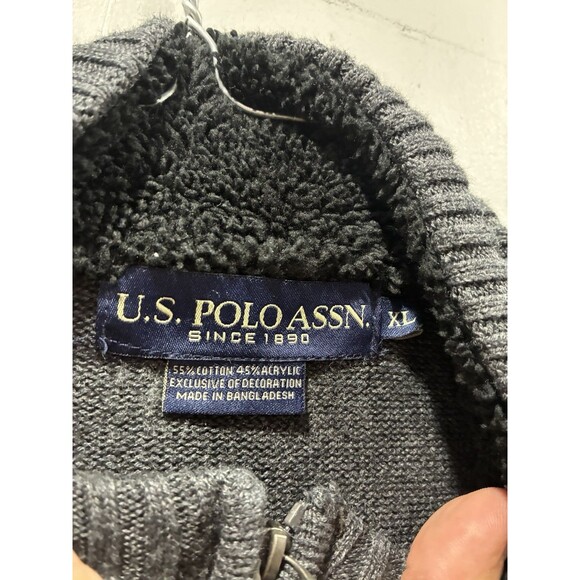 U.S. POLO ASSN.
SINCE 1890
XL
55% COTTON 45% ACRYLIC
EXCLUSIVE OF DECORATION
MADE IN BANGLADESH